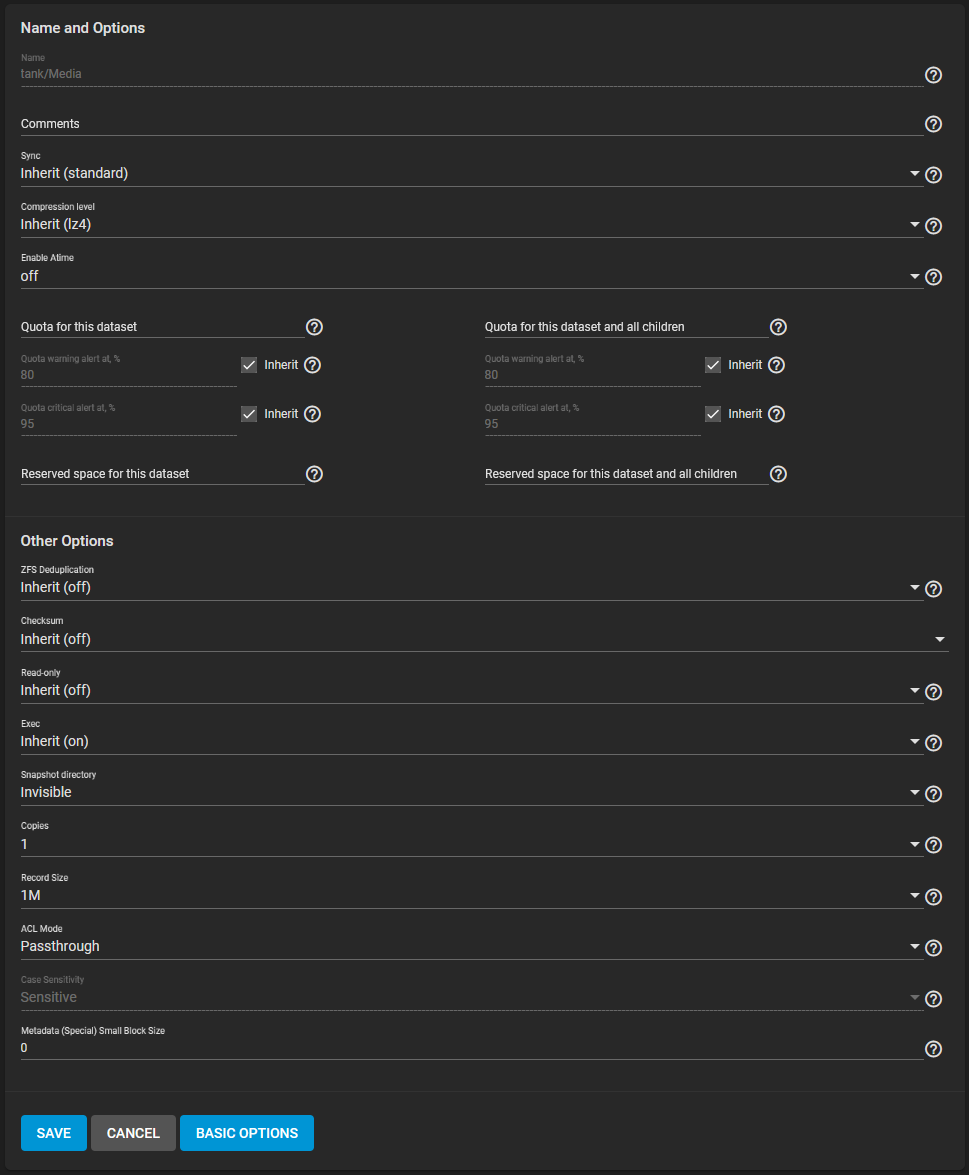 Name and Options
Name
tank/Media
Comments
Sync
Inherit (standard)
Compression level
Inherit (lz4)
Enable Atime
off
Quota for this dataset
Quota for this dataset and all children
Quota warning alert at, %
80
Inherit
Quota warning alert at, %
80
Inherit
Quota critical alert at, %
95
Inherit
Quota critical alert at, %
95
Inherit
Reserved space for this dataset
Reserved space for this dataset and all children
Other Options
ZFS Deduplication
Inherit (off)
Checksum
Inherit (off)
Read-only
Inherit (off)
Exec
Inherit (on)
Snapshot directory
Invisible
Copies
1
Record Size
1M
ACL Mode
Passthrough
Case Sensitivity
Sensitive
Metadata (Special) Small Block Size
0
SAVE
CANCEL
BASIC OPTIONS